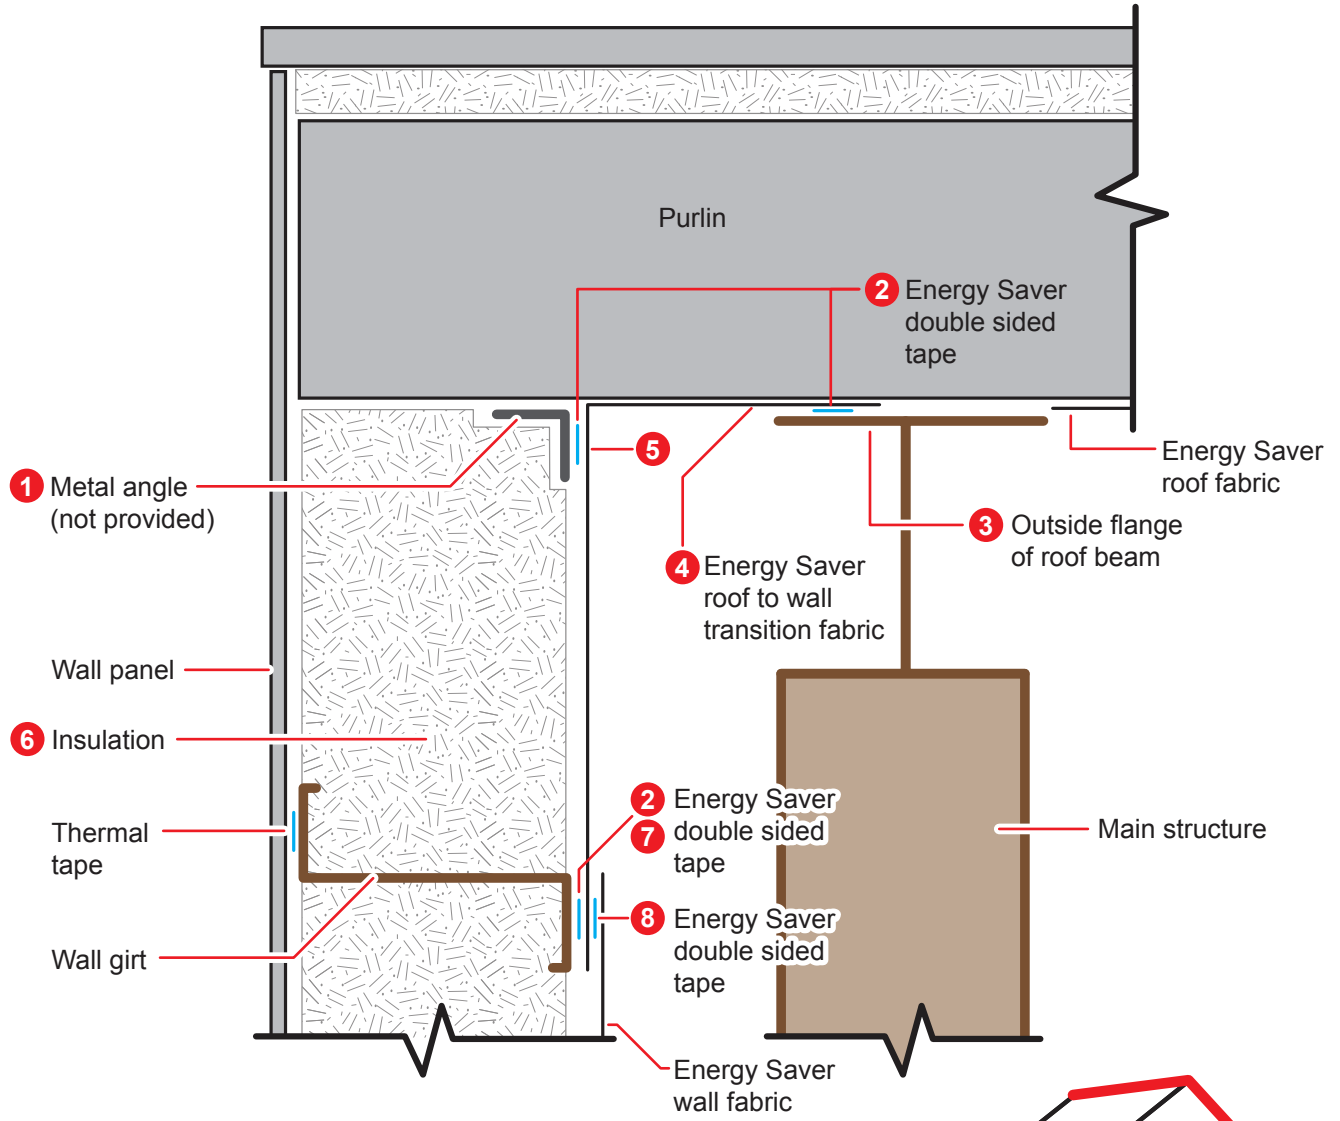 Purlin
2 Energy Saver
double sided
tape
5
Energy Saver
roof fabric
1 Metal angle
(not provided)
3 Outside flange
of roof beam
4 Energy Saver
roof to wall
transition fabric
Wall panel
6 Insulation
2 Energy Saver
7 double sided
tape
Thermal
tape
Main structure
8 Energy Saver
double sided
tape
Wall girt
Energy Saver
wall fabric